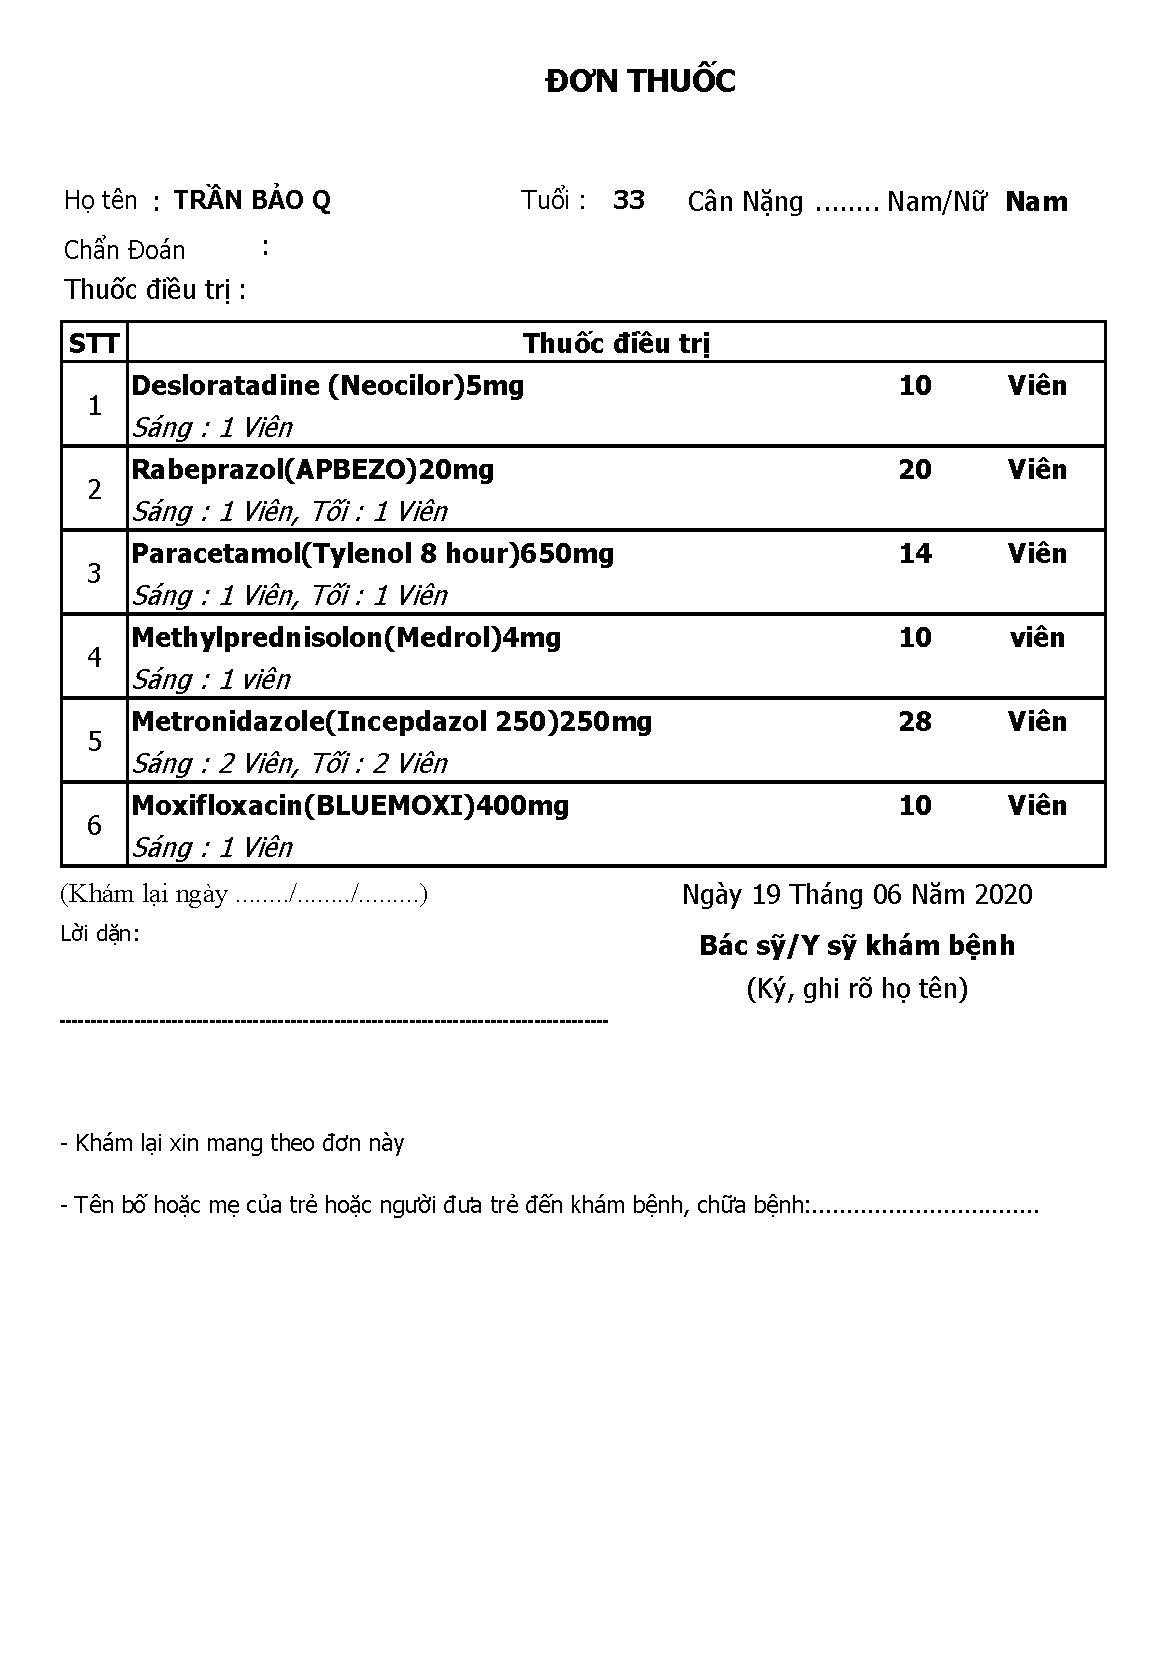 ĐƠN THUỐC
Họ tên : TRẦN BẢO Q Tuổi : 33 Cân Nặng ........ Nam/Nữ Nam
Chẩn Đoán :
Thuốc điều trị :
STT Thuốc điều trị
1 Desloratadine (Neocilor)5mg 10 Viên
Sáng : 1 Viên
2 Rabeprazol(APBEZO)20mg 20 Viên
Sáng : 1 Viên, Tối : 1 Viên
3 Paracetamol(Tylenol 8 hour)650mg 14 Viên
Sáng : 1 Viên, Tối : 1 Viên
4 Methylprednisolon(Medrol)4mg 10 viên
Sáng : 1 viên
5 Metronidazole(Incepdazol 250)250mg 28 Viên
Sáng : 2 Viên, Tối : 2 Viên
6 Moxifloxacin(BLUEMOXI)400mg 10 Viên
Sáng : 1 Viên
(Khám lại ngày ......../......../.........) Ngày 19 Tháng 06 Năm 2020
Lời dặn:
Bác sỹ/Y sỹ khám bệnh
(Ký, ghi rõ họ tên)
- Khám lại xin mang theo đơn này
- Tên bố hoặc mẹ của trẻ hoặc người đưa trẻ đến khám bệnh, chữa bệnh:.................................